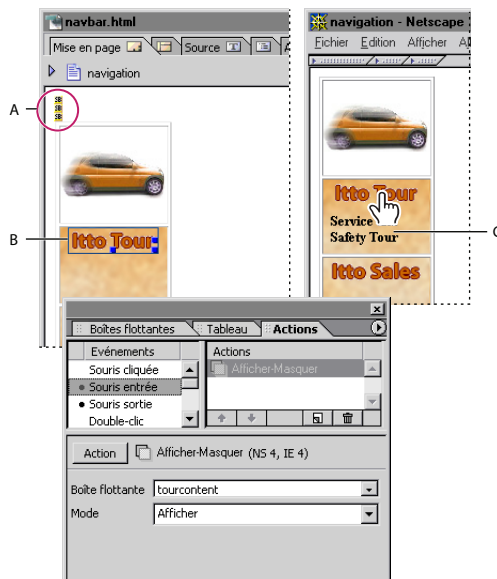 navbar.html
Mise en page Source
navigation
A
B
Itto Tour
navigation - Netscape
Fichier Edition Afficher
Itto Tour
Service
Safety Tour
C
Itto Sales
Boîtes flottantes Tableau Actions
Evénements Actions
Souris cliquée Afficher-Masquer
Souris entrée
Souris sortie
Double-clic
Action Afficher-Masquer (NS 4, IE 4)
Boîte flottante tourcontent
Mode Afficher